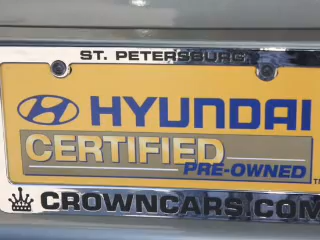 ST. PETERSBURG
HYUNDAI
CERTIFIED
PRE-OWNED
CROWNCARS.COM